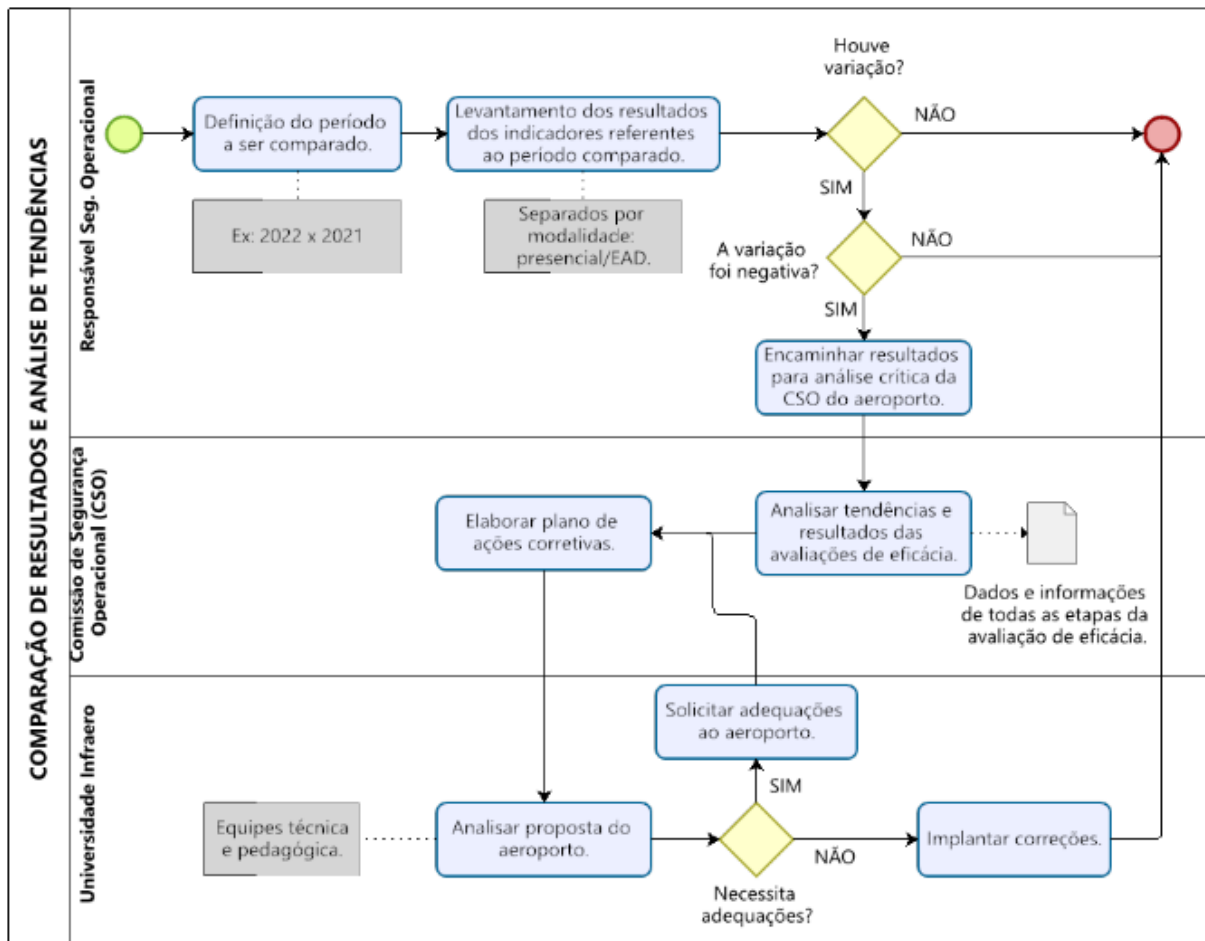 COMPARAÇÃO DE RESULTADOS E ANÁLISE DE TENDÊNCIAS
Responsável Seg. Operacional
Definição do período
a ser comparado.
Ex: 2022 x 2021
Levantamento dos resultados
dos indicadores referentes
ao período comparado.
Separados por
modalidade:
presencial/EAD.
Houve
variação?
NÃO
SIM
A variação
foi negativa?
NÃO
SIM
Encaminhar resultados
para análise crítica da
CSO do aeroporto.
Comissão de Segurança
Operacional (CSO)
Elaborar plano de
ações corretivas.
Analisar tendências e
resultados das
avaliações de eficácia.
Dados e informações
de todas as etapas da
avaliação de eficácia.
Universidade Infraero
Solicitar adequações
ao aeroporto.
SIM
Equipes técnica
e pedagógica.
Analisar proposta do
aeroporto.
NÃO
Necessita
adequações?
Implantar correções.